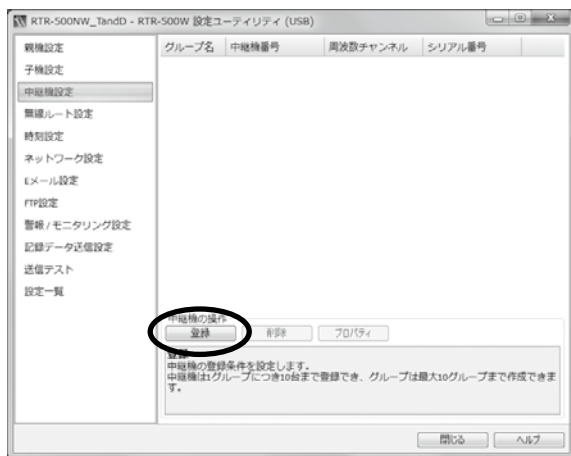 RTR-500NW_TandD - RTR-500W 設定ユーティリティ (USB)
親機設定
子機設定
中継機設定
無線ルート設定
時刻設定
ネットワーク設定
Eメール設定
FTP設定
警報 / モニタリング設定
記録データ送信設定
送信テスト
設定一覧
グループ名 中継機番号 周波数チャンネル シリアル番号
中継機の操作
登録 削除 プロパティ
登録
中継機の登録条件を設定します。
中継機は1グループにつき10台まで登録でき、グループは最大10グループまで作成できま
す。
閉じる ヘルプ